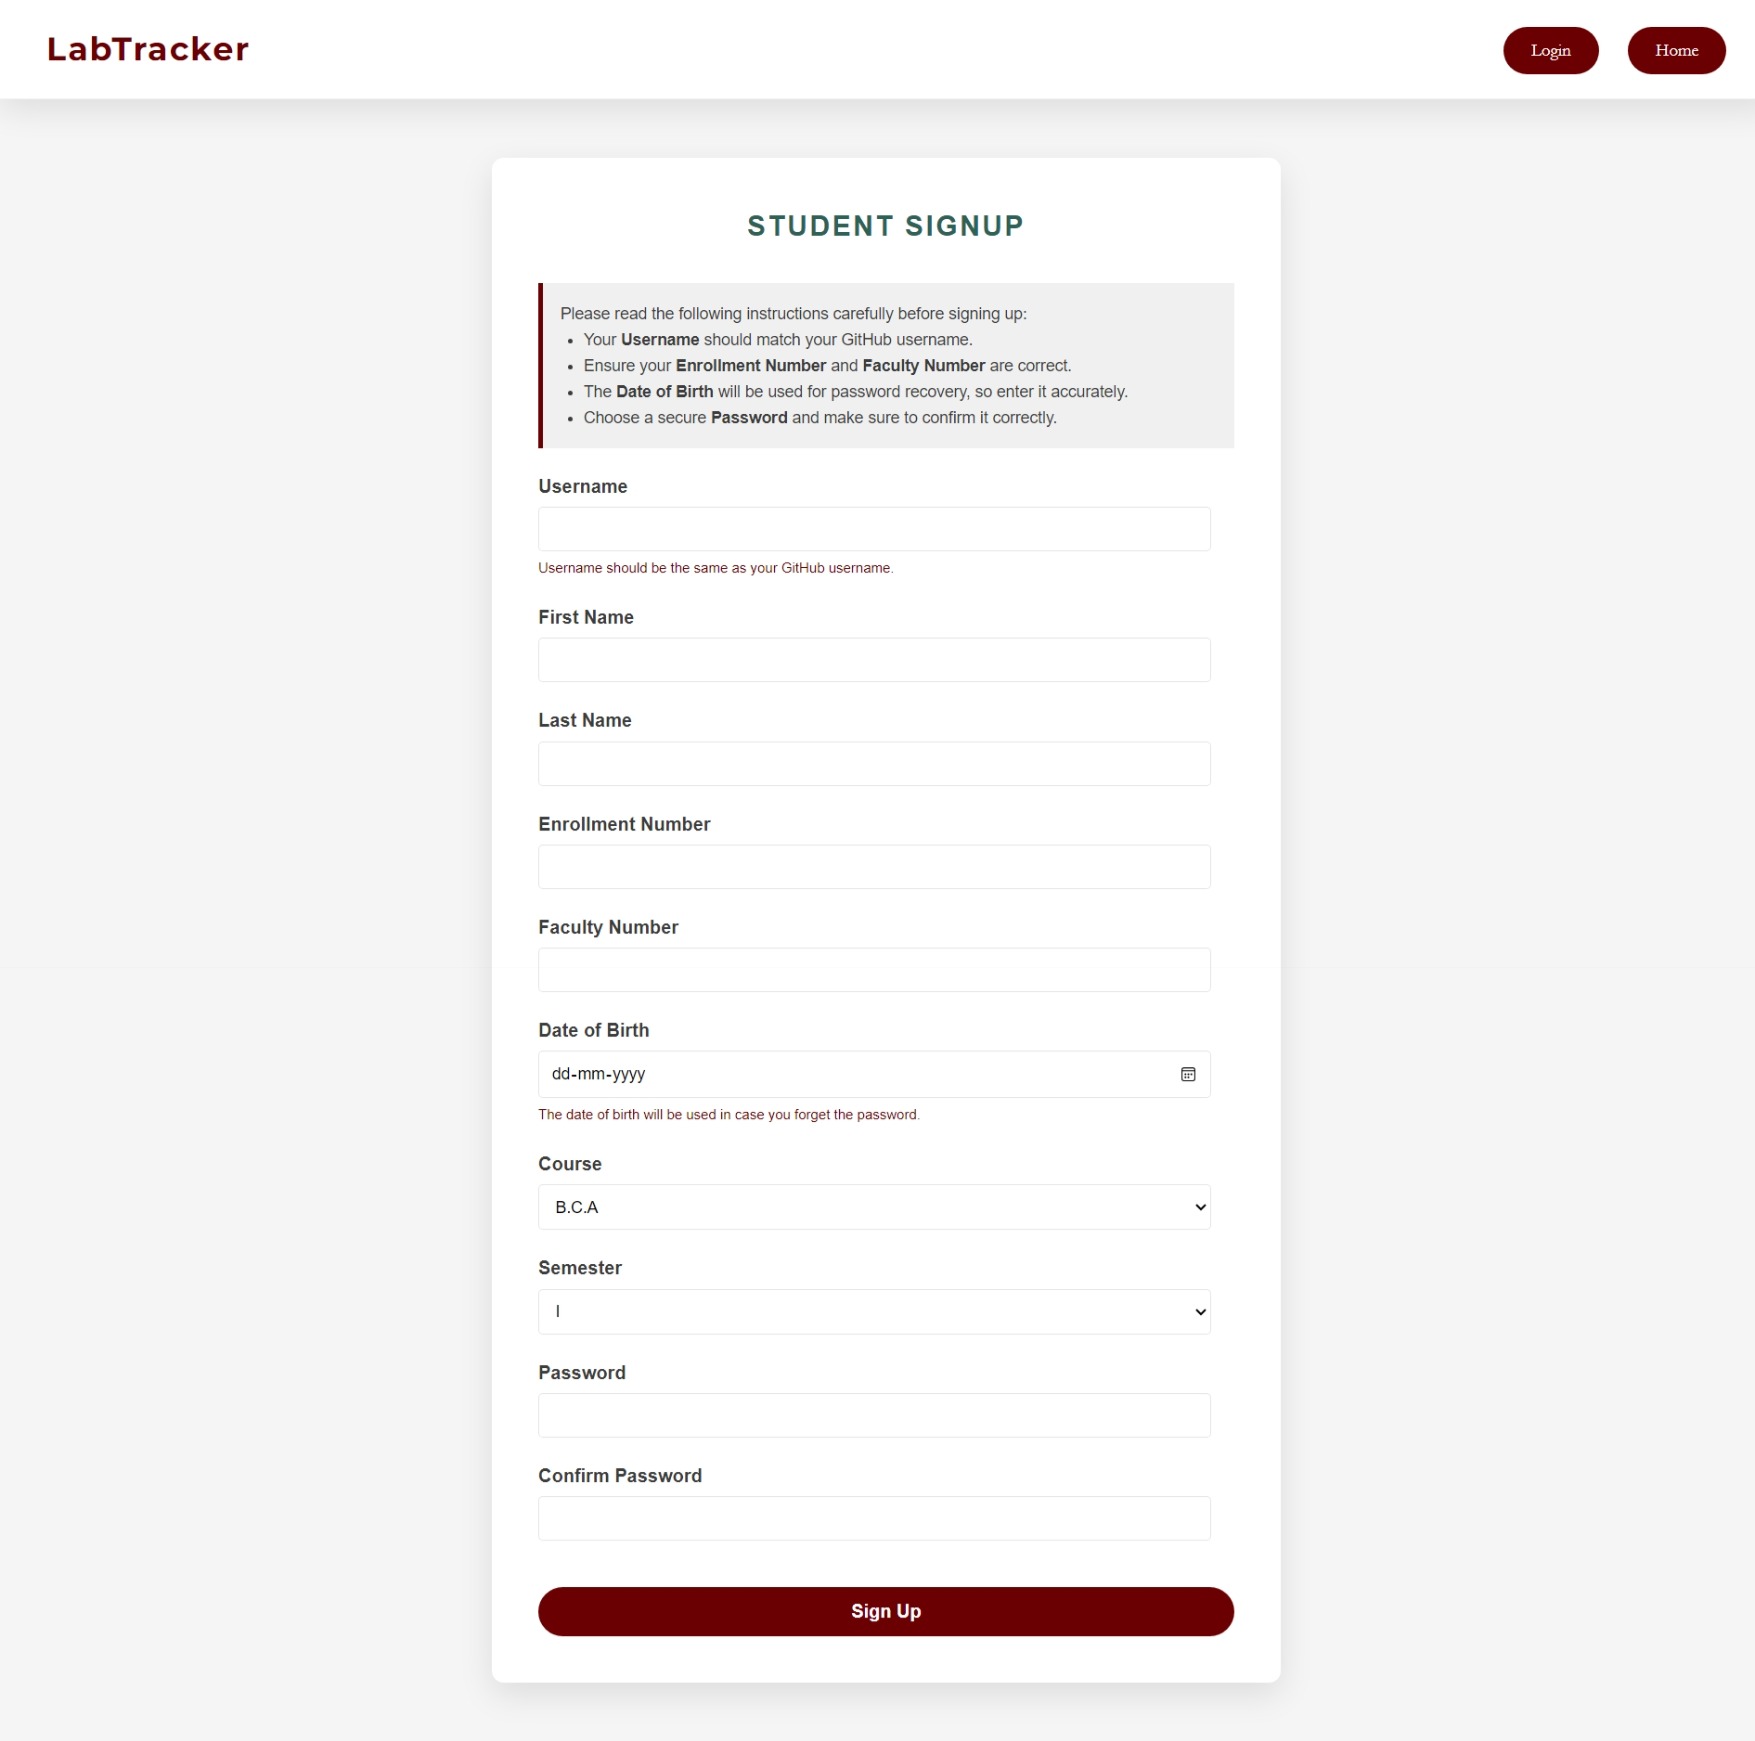 LabTracker
Login
Home
STUDENT SIGNUP
Please read the following instructions carefully before signing up:
• Your Username should match your GitHub username.
• Ensure your Enrollment Number and Faculty Number are correct.
• The Date of Birth will be used for password recovery, so enter it accurately.
• Choose a secure Password and make sure to confirm it correctly.
Username
Username should be the same as your GitHub username.
First Name
Last Name
Enrollment Number
Faculty Number
Date of Birth
dd-mm-yyyy
The date of birth will be used in case you forget the password.
Course
B.C.A
Semester
I
Password
Confirm Password
Sign Up